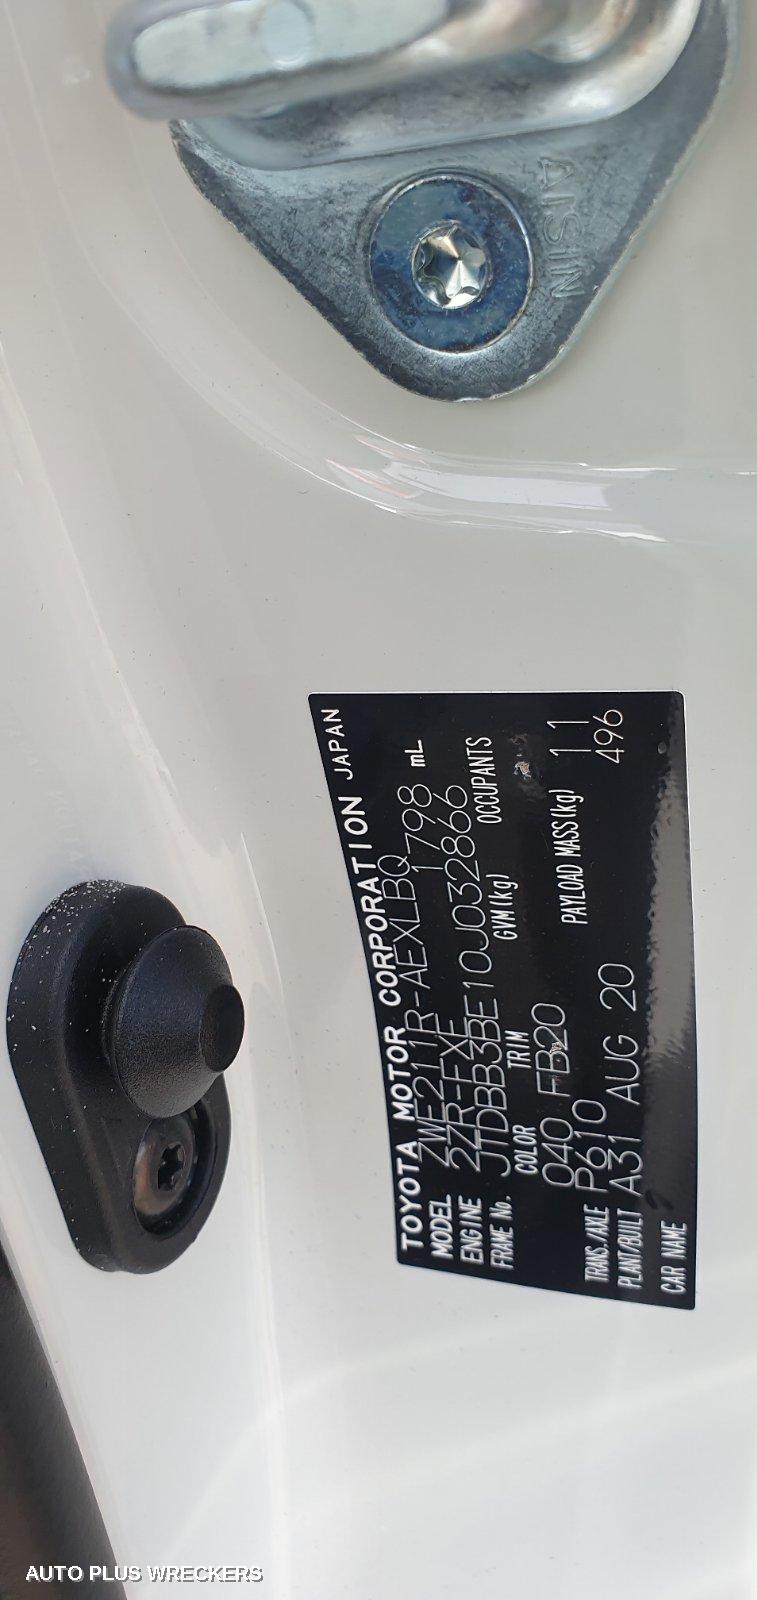 AISIN
TOYOTA MOTOR CORPORATION JAPAN
MODEL ZWE211R-AEXLBQ
ENGINE 2ZR-FXE 1798 mL
FRAME No. JTDBB3BE10J032866
COLOR TRIM GVM(kg) OCCUPANTS
040 FB20
TRANS./AXLE P610 PAYLOAD MASS(kg) 11
PLANT/BUILT A31 AUG 20 496
CAR NAME
AUTO PLUS WRECKERS